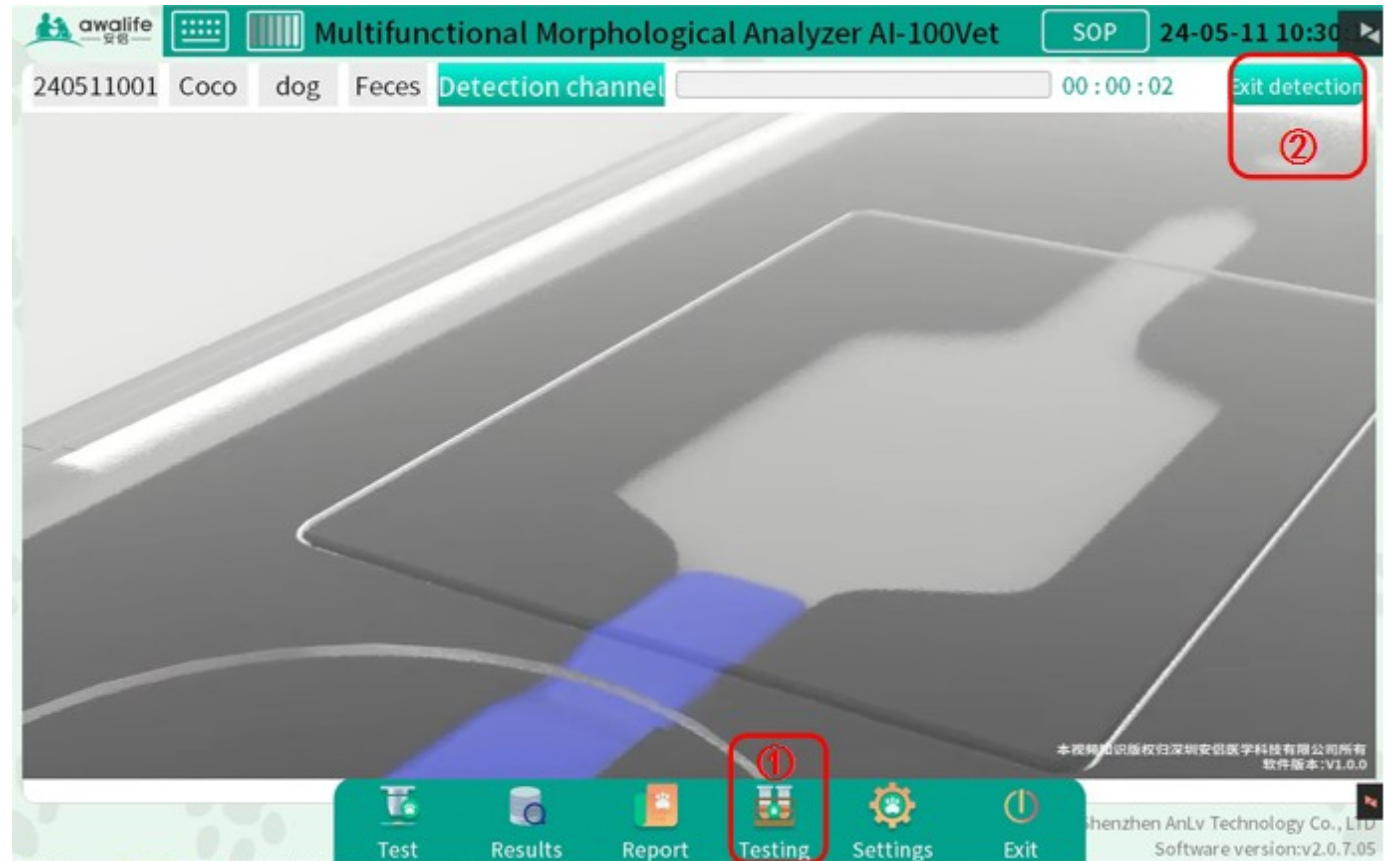 awalife
安侣
Multifunctional Morphological Analyzer AI-100Vet
SOP
24-05-11 10:30
240511001 Coco dog Feces Detection channel 00:00:02 Exit detection
②
本视频知识版权归深圳安侣医学科技有限公司所有
软件版本:V1.0.0
①
Test Results Report Testing Settings Exit
Shenzhen AnLv Technology Co., LTD
Software version:v2.0.7.05